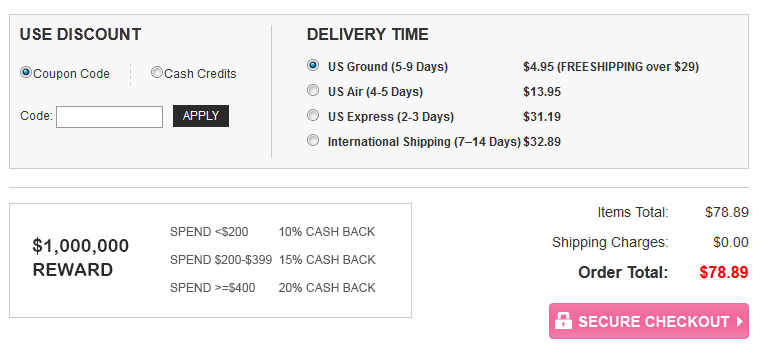 USE DISCOUNT
Coupon Code Cash Credits
Code: APPLY
DELIVERY TIME
US Ground (5-9 Days) $4.95 (FREESHIPPING over $29)
US Air (4-5 Days) $13.95
US Express (2-3 Days) $31.19
International Shipping (7–14 Days) $32.89
$1,000,000
REWARD
SPEND <$200 10% CASH BACK
SPEND $200-$399 15% CASH BACK
SPEND >=$400 20% CASH BACK
Items Total: $78.89
Shipping Charges: $0.00
Order Total: $78.89
SECURE CHECKOUT